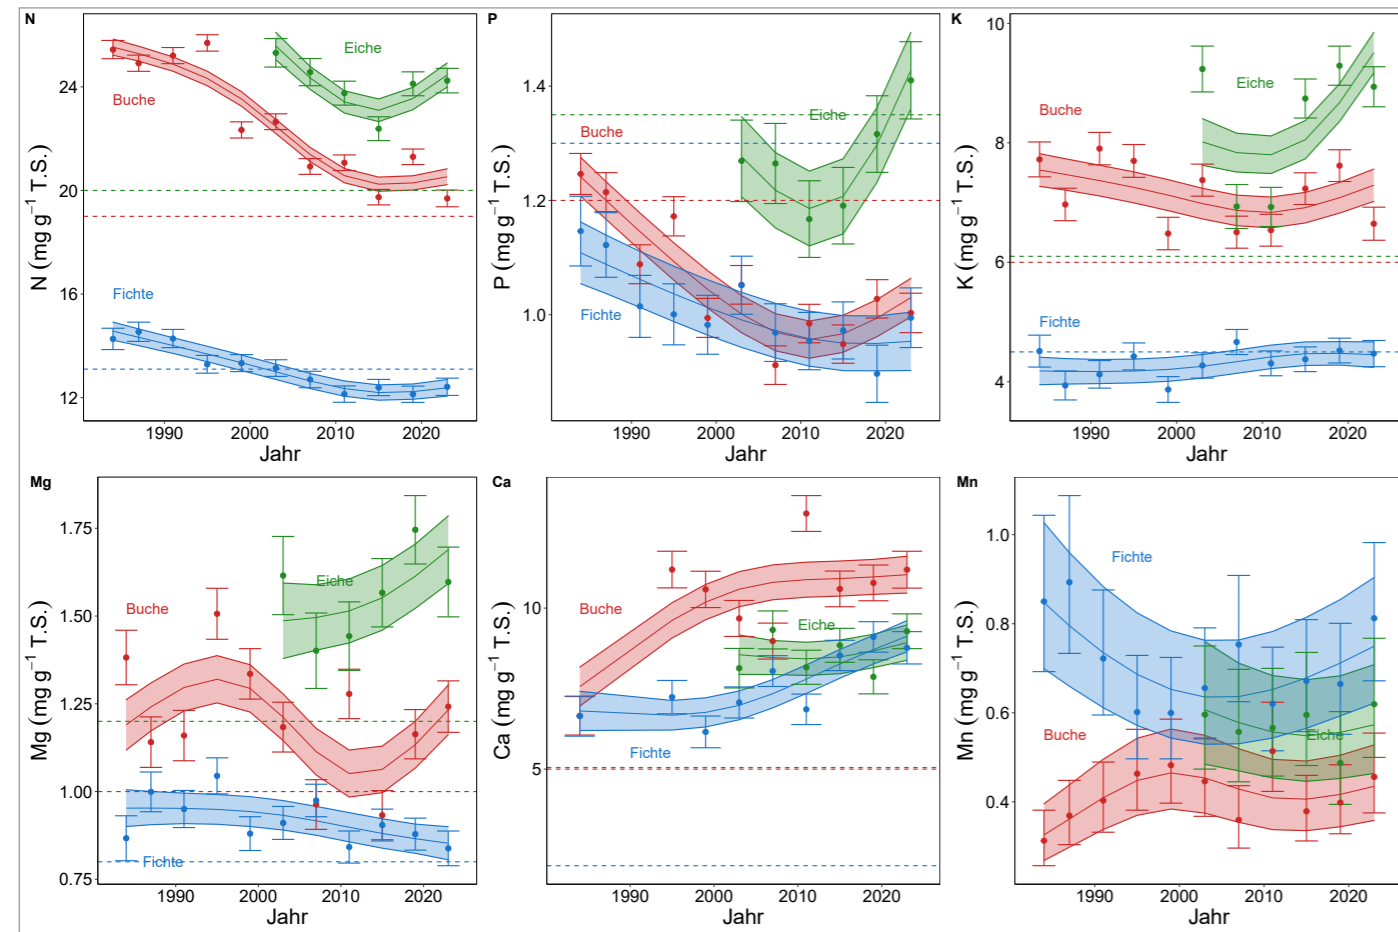 N
24
20
16
12
N (mg g⁻¹ T.S.)
Eiche
Buche
Fichte
1990
2000
2010
2020
Jahr
P
1.4
1.2
1.0
P (mg g⁻¹ T.S.)
Buche
Eiche
Fichte
1990
2000
2010
2020
Jahr
K
10
8
6
4
K (mg g⁻¹ T.S.)
Eiche
Buche
Fichte
1990
2000
2010
2020
Jahr
Mg
1.75
1.50
1.25
1.00
0.75
Mg (mg g⁻¹ T.S.)
Eiche
Buche
Fichte
1990
2000
2010
2020
Jahr
Ca
10
5
Ca (mg g⁻¹ T.S.)
Buche
Eiche
Fichte
1990
2000
2010
2020
Jahr
Mn
1.0
0.8
0.6
0.4
Mn (mg g⁻¹ T.S.)
Fichte
Buche
Eiche
1990
2000
2010
2020
Jahr